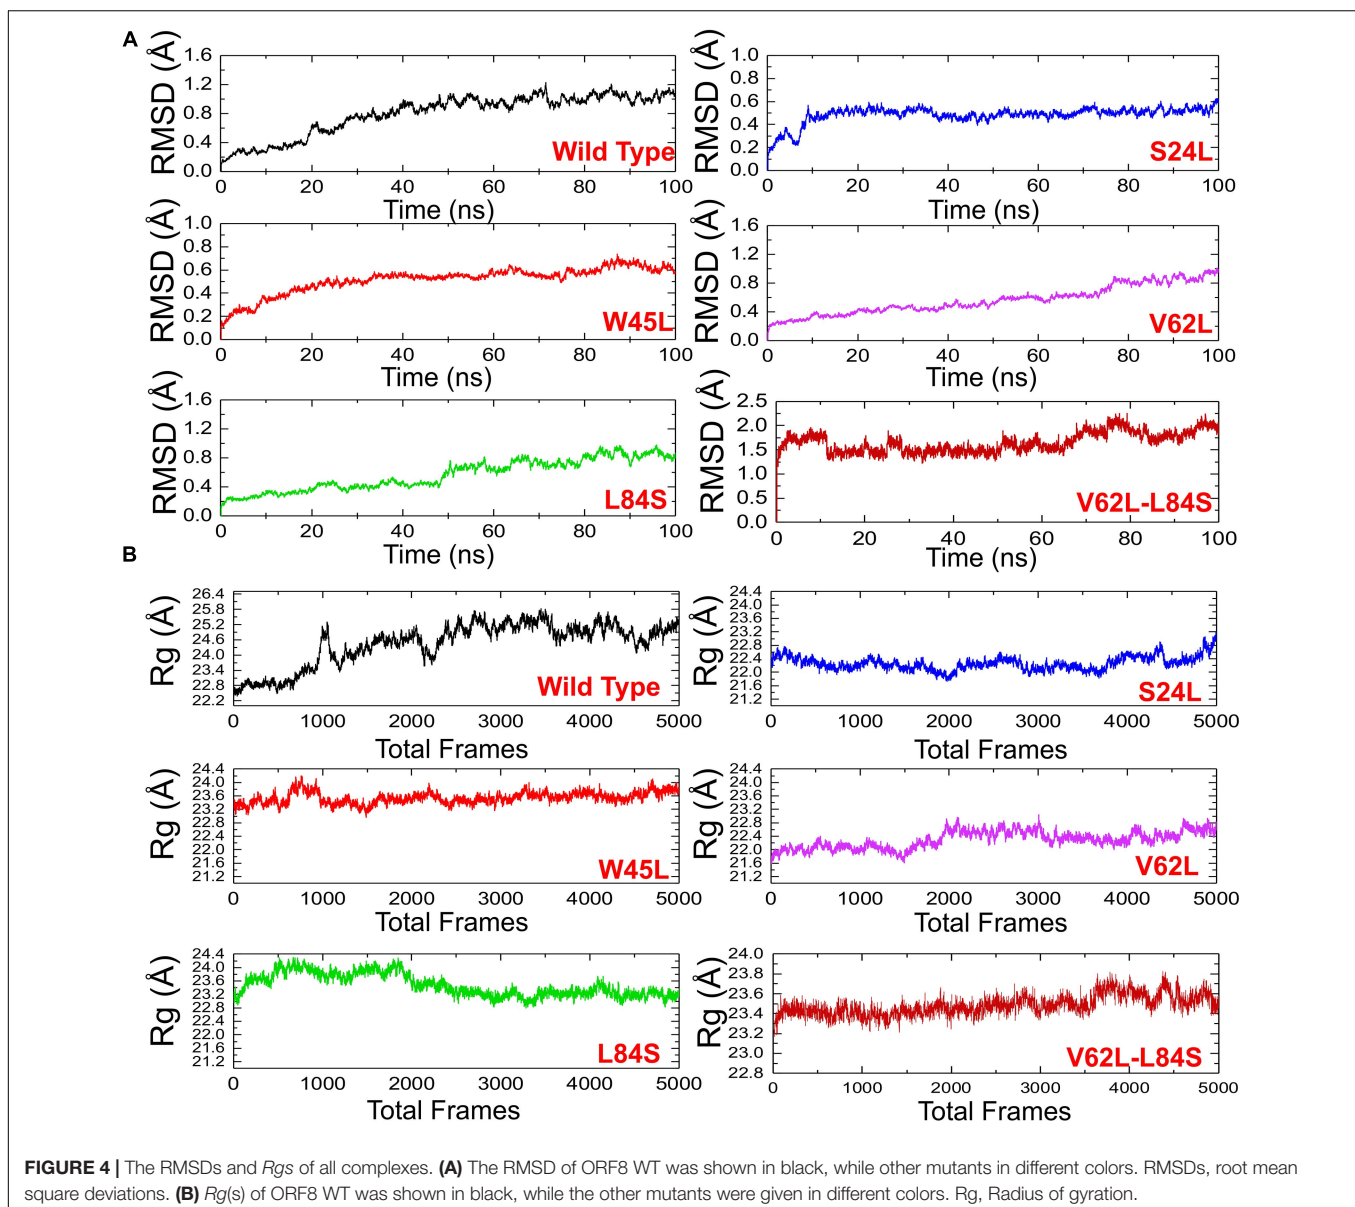 A
RMSD (Å)
1.6
1.2
0.8
0.4
0.0
Wild Type
0 20 40 60 80 100
Time (ns)
RMSD (Å)
1.0
0.8
0.6
0.4
0.2
0.0
S24L
0 20 40 60 80 100
Time (ns)
RMSD (Å)
1.0
0.8
0.6
0.4
0.2
0.0
W45L
0 20 40 60 80 100
Time (ns)
RMSD (Å)
1.6
1.2
0.8
0.4
0.0
V62L
0 20 40 60 80 100
Time (ns)
RMSD (Å)
1.6
1.2
0.8
0.4
0.0
L84S
0 20 40 60 80 100
Time (ns)
RMSD (Å)
2.5
2.0
1.5
1.0
0.5
0.0
V62L-L84S
0 20 40 60 80 100
Time (ns)
B
Rg (Å)
26.4
25.8
25.2
24.6
24.0
23.4
22.8
22.2
Wild Type
0 1000 2000 3000 4000 5000
Total Frames
Rg (Å)
24.4
24.0
23.6
23.2
22.8
22.4
22.0
21.6
21.2
S24L
0 1000 2000 3000 4000 5000
Total Frames
Rg (Å)
24.4
24.0
23.6
23.2
22.8
22.4
22.0
21.6
21.2
W45L
0 1000 2000 3000 4000 5000
Total Frames
Rg (Å)
24.4
24.0
23.6
23.2
22.8
22.4
22.0
21.6
21.2
V62L
0 1000 2000 3000 4000 5000
Total Frames
Rg (Å)
24.4
24.0
23.6
23.2
22.8
22.4
22.0
21.6
21.2
L84S
0 1000 2000 3000 4000 5000
Total Frames
Rg (Å)
24.0
23.8
23.6
23.4
23.2
23.0
22.8
V62L-L84S
0 1000 2000 3000 4000 5000
Total Frames
FIGURE 4 | The RMSDs and Rgs of all complexes. (A) The RMSD of ORF8 WT was shown in black, while other mutants in different colors. RMSDs, root mean
square deviations. (B) Rg(s) of ORF8 WT was shown in black, while the other mutants were given in different colors. Rg, Radius of gyration.